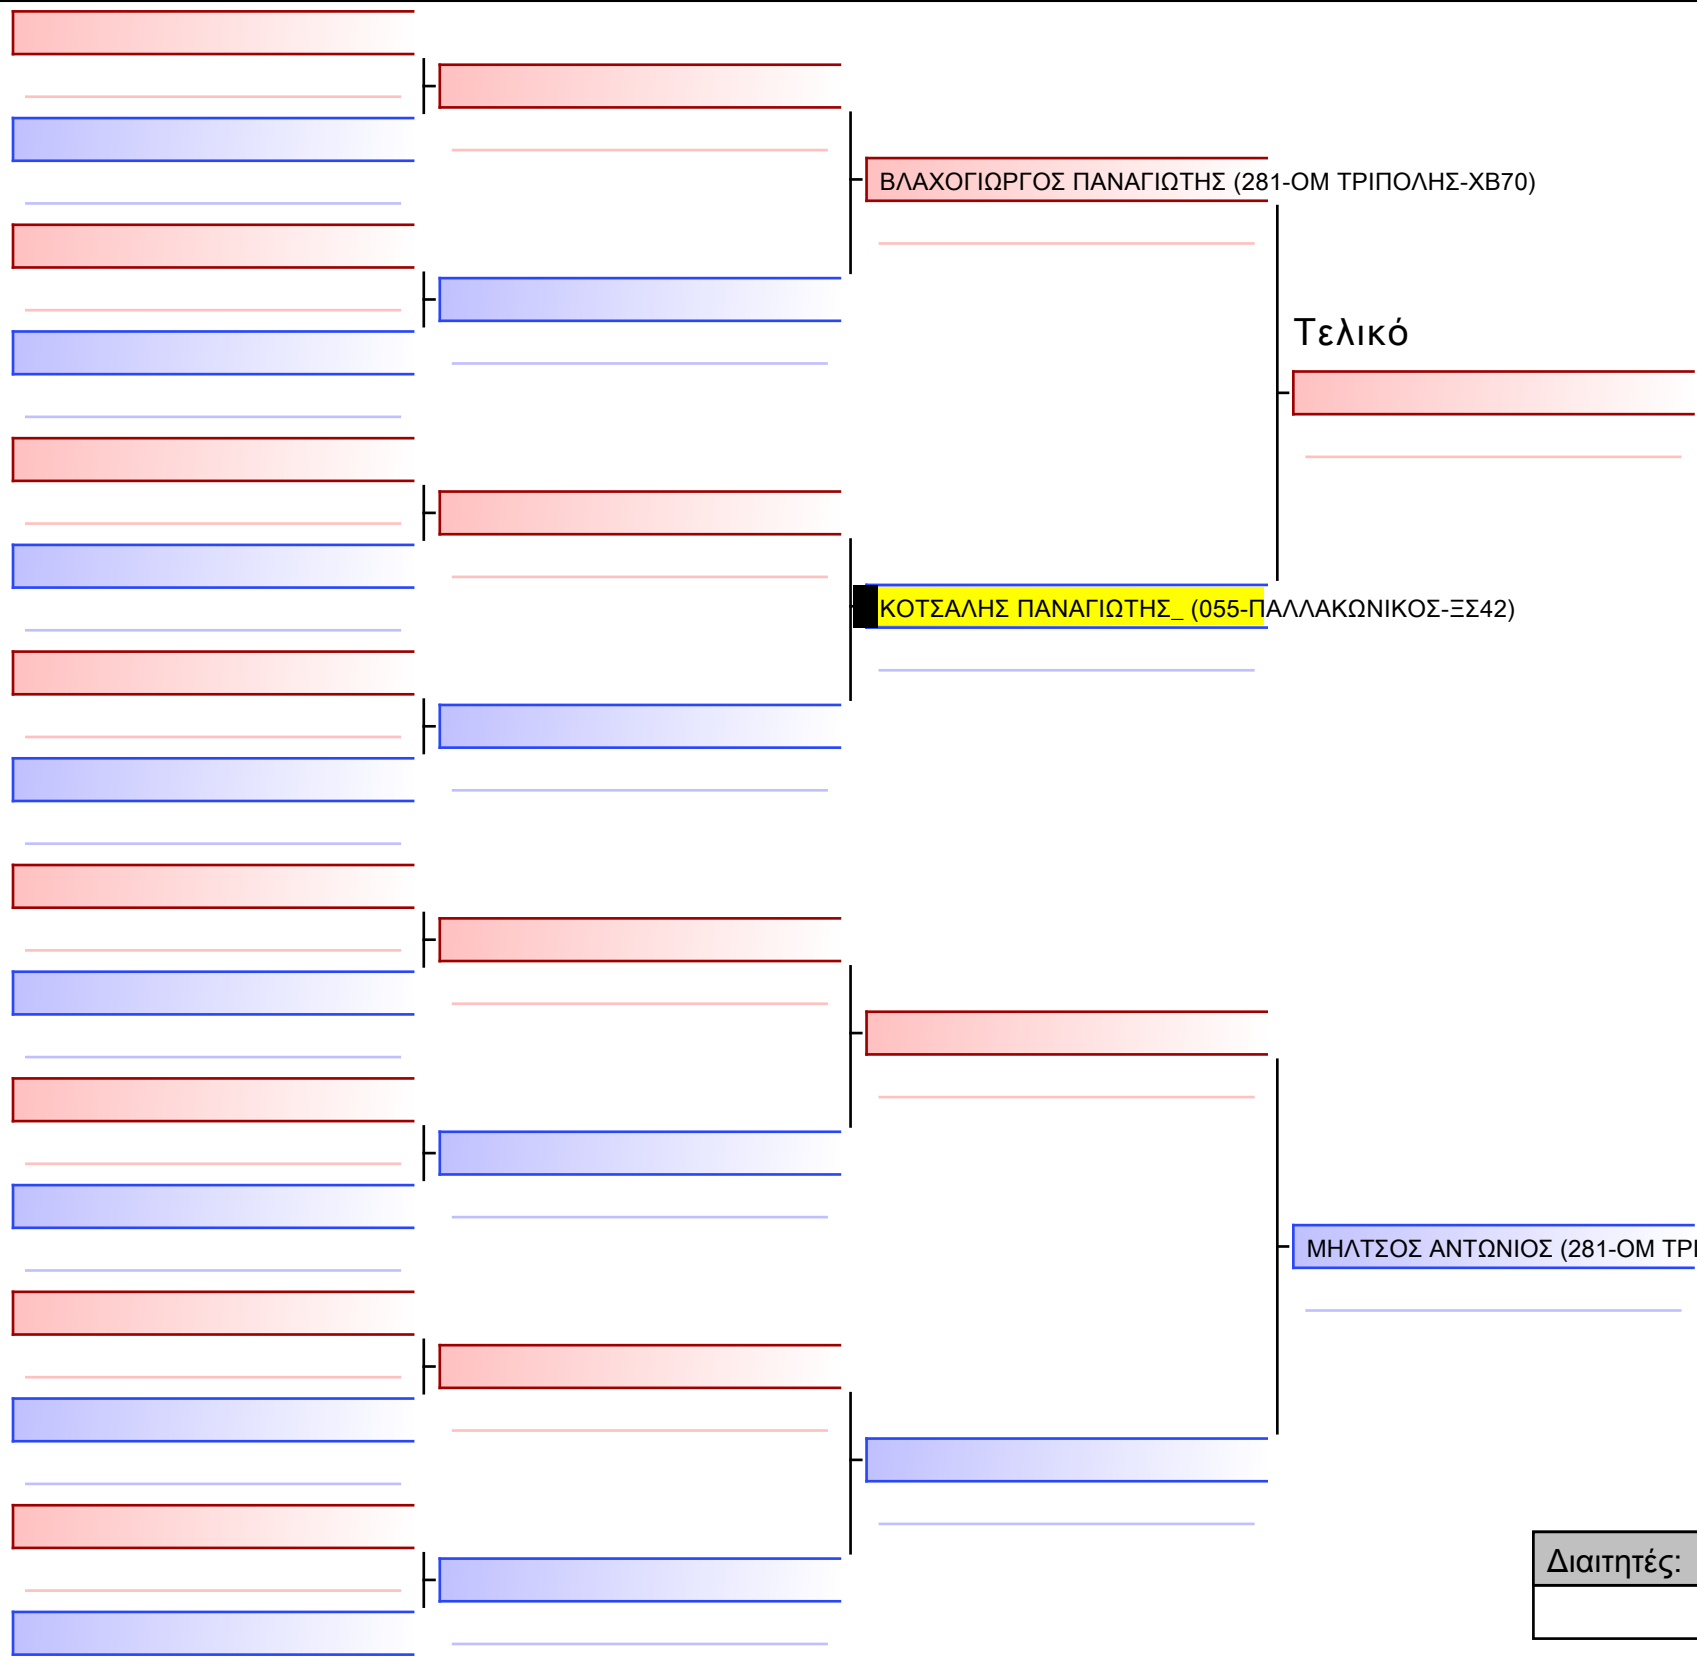 ΒΛΑΧΟΓΙΩΡΓΟΣ ΠΑΝΑΓΙΩΤΗΣ (281-ΟΜ ΤΡΙΠΟΛΗΣ-ΧΒ70)
Τελικό
ΚΟΤΣΑΛΗΣ ΠΑΝΑΓΙΩΤΗΣ_ (055-ΠΑΛΛΑΚΩΝΙΚΟΣ-ΞΣ42)
ΜΗΛΤΣΟΣ ΑΝΤΩΝΙΟΣ (281-ΟΜ
Διαιτητές: